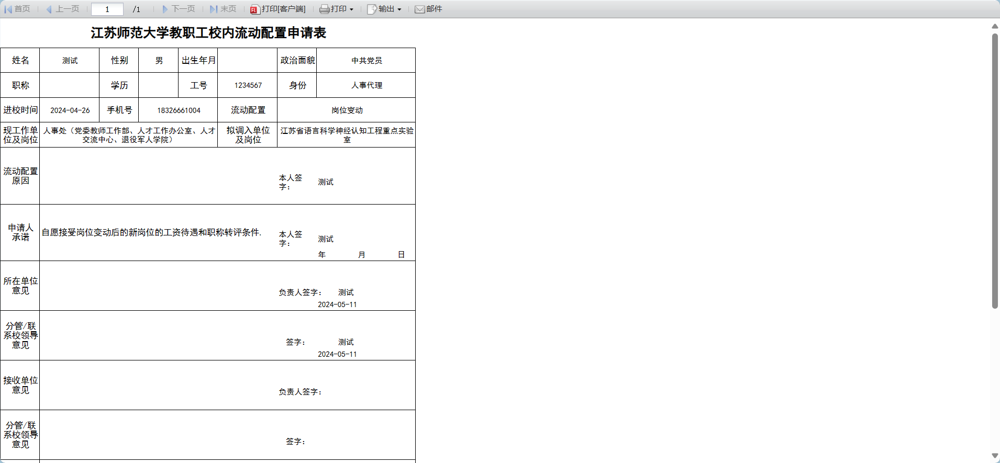 首页 上一页 1 /1 下一页 末页 打印[客户端] 打印 输出 邮件
江苏师范大学教职工校内流动配置申请表
姓名 测试 性别 男 出生年月 政治面貌 中共党员
职称 学历 工号 1234567 身份 人事代理
进校时间 2024-04-26 手机号 18326661004 流动配置 岗位变动
现工作单
位及岗位
人事处（党委教师工作部、人才工作办公室、人才
交流中心、退役军人学院）
拟调入单位
及岗位
江苏省语言科学神经认知工程重点实验
室
流动配置
原因
本人签
字：
测试
申请人
承诺
自愿接受岗位变动后的新岗位的工资待遇和职称转评条件.
本人签
字：
测试
年 月 日
所在单位
意见
负责人签字： 测试
2024-05-11
分管/联
系校领导
意见
签字： 测试
2024-05-11
接收单位
意见
负责人签字：
分管/联
系校领导
意见
签字：